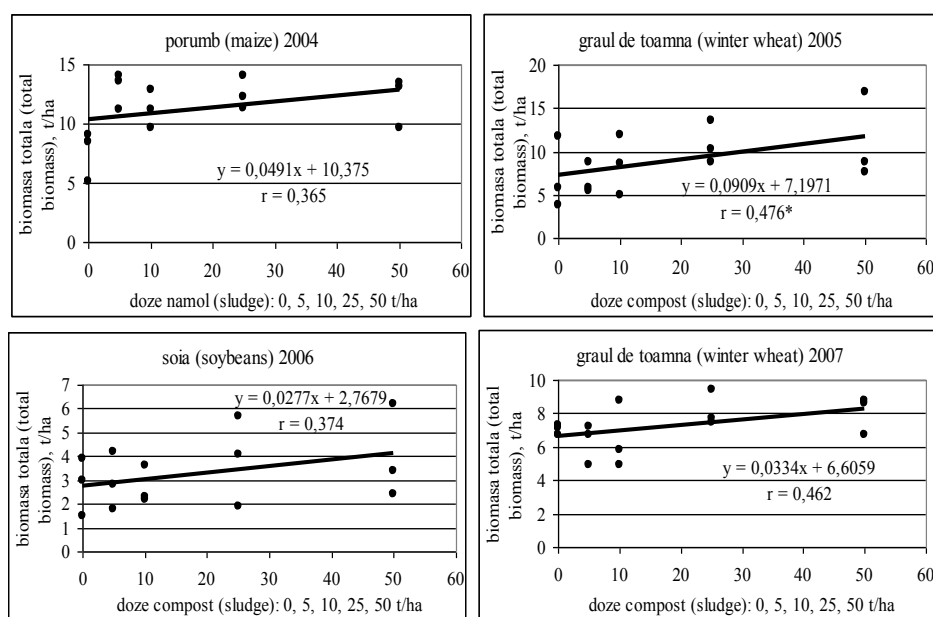 porumb (maize) 2004
biomasa totala (total
biomass), t/ha
15
10
5
0
y = 0,0491x + 10,375
r = 0,365
0 10 20 30 40 50 60
doze namol (sludge): 0, 5, 10, 25, 50 t/ha
graul de toamna (winter wheat) 2005
biomasa totala (total
biomass), t/ha
20
15
10
5
0
y = 0,0909x + 7,1971
r = 0,476*
0 10 20 30 40 50 60
doze compost (sludge): 0, 5, 10, 25, 50 t/ha
soia (soybeans) 2006
biomasa totala (total
biomass), t/ha
7
6
5
4
3
2
1
0
y = 0,0277x + 2,7679
r = 0,374
0 10 20 30 40 50 60
doze compost (sludge): 0, 5, 10, 25, 50 t/ha
graul de toamna (winter wheat) 2007
biomasa totala (total
biomass), t/ha
10
8
6
4
2
0
y = 0,0334x + 6,6059
r = 0,462
0 10 20 30 40 50 60
doze compost (sludge): 0, 5, 10, 25, 50 t/ha